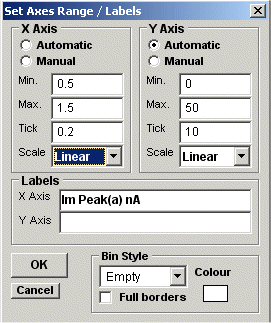 Set Axes Range / Labels
X Axis
Automatic
Manual
Min. 0.5
Max. 1.5
Tick 0.2
Scale Linear
Y Axis
Automatic
Manual
Min. 0
Max. 50
Tick 10
Scale Linear
Labels
X Axis Im Peak(a) nA
Y Axis
OK
Cancel
Bin Style
Empty
Colour
Full borders